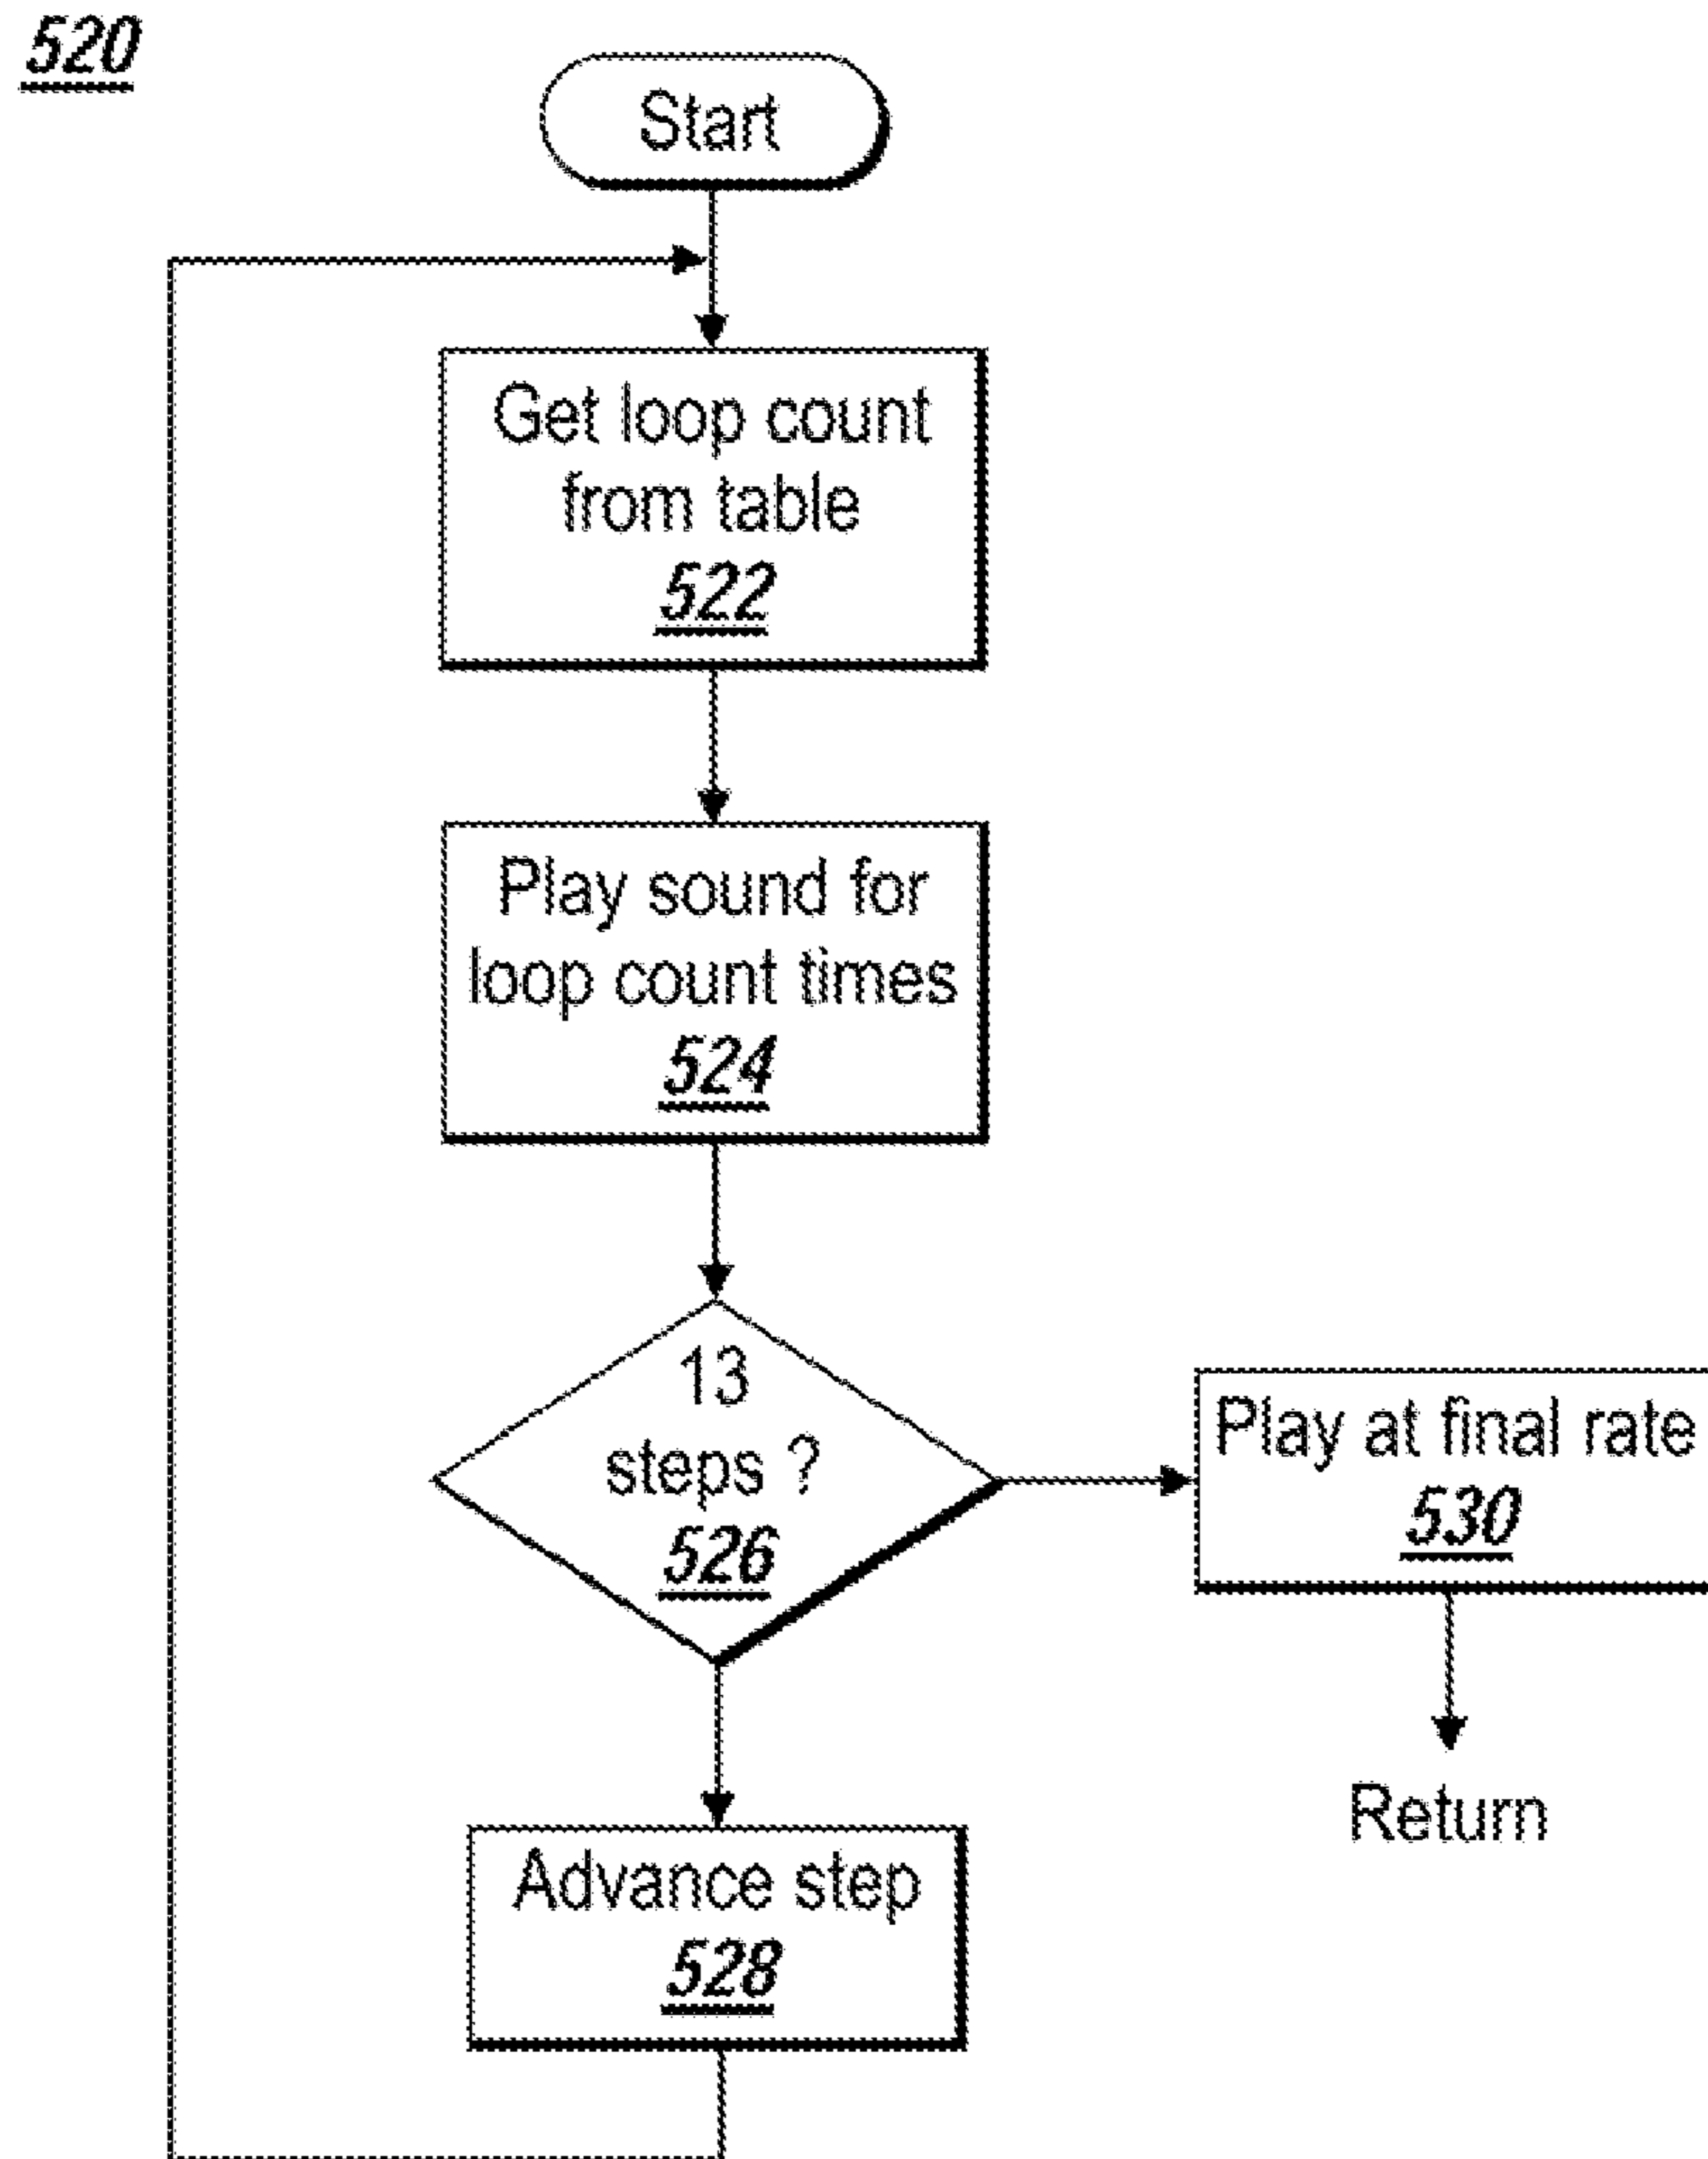 520
Start
Get loop count
from table
522
Play sound for
loop count times
524
13
steps ?
526
Play at final rate
530
Return
Advance step
528